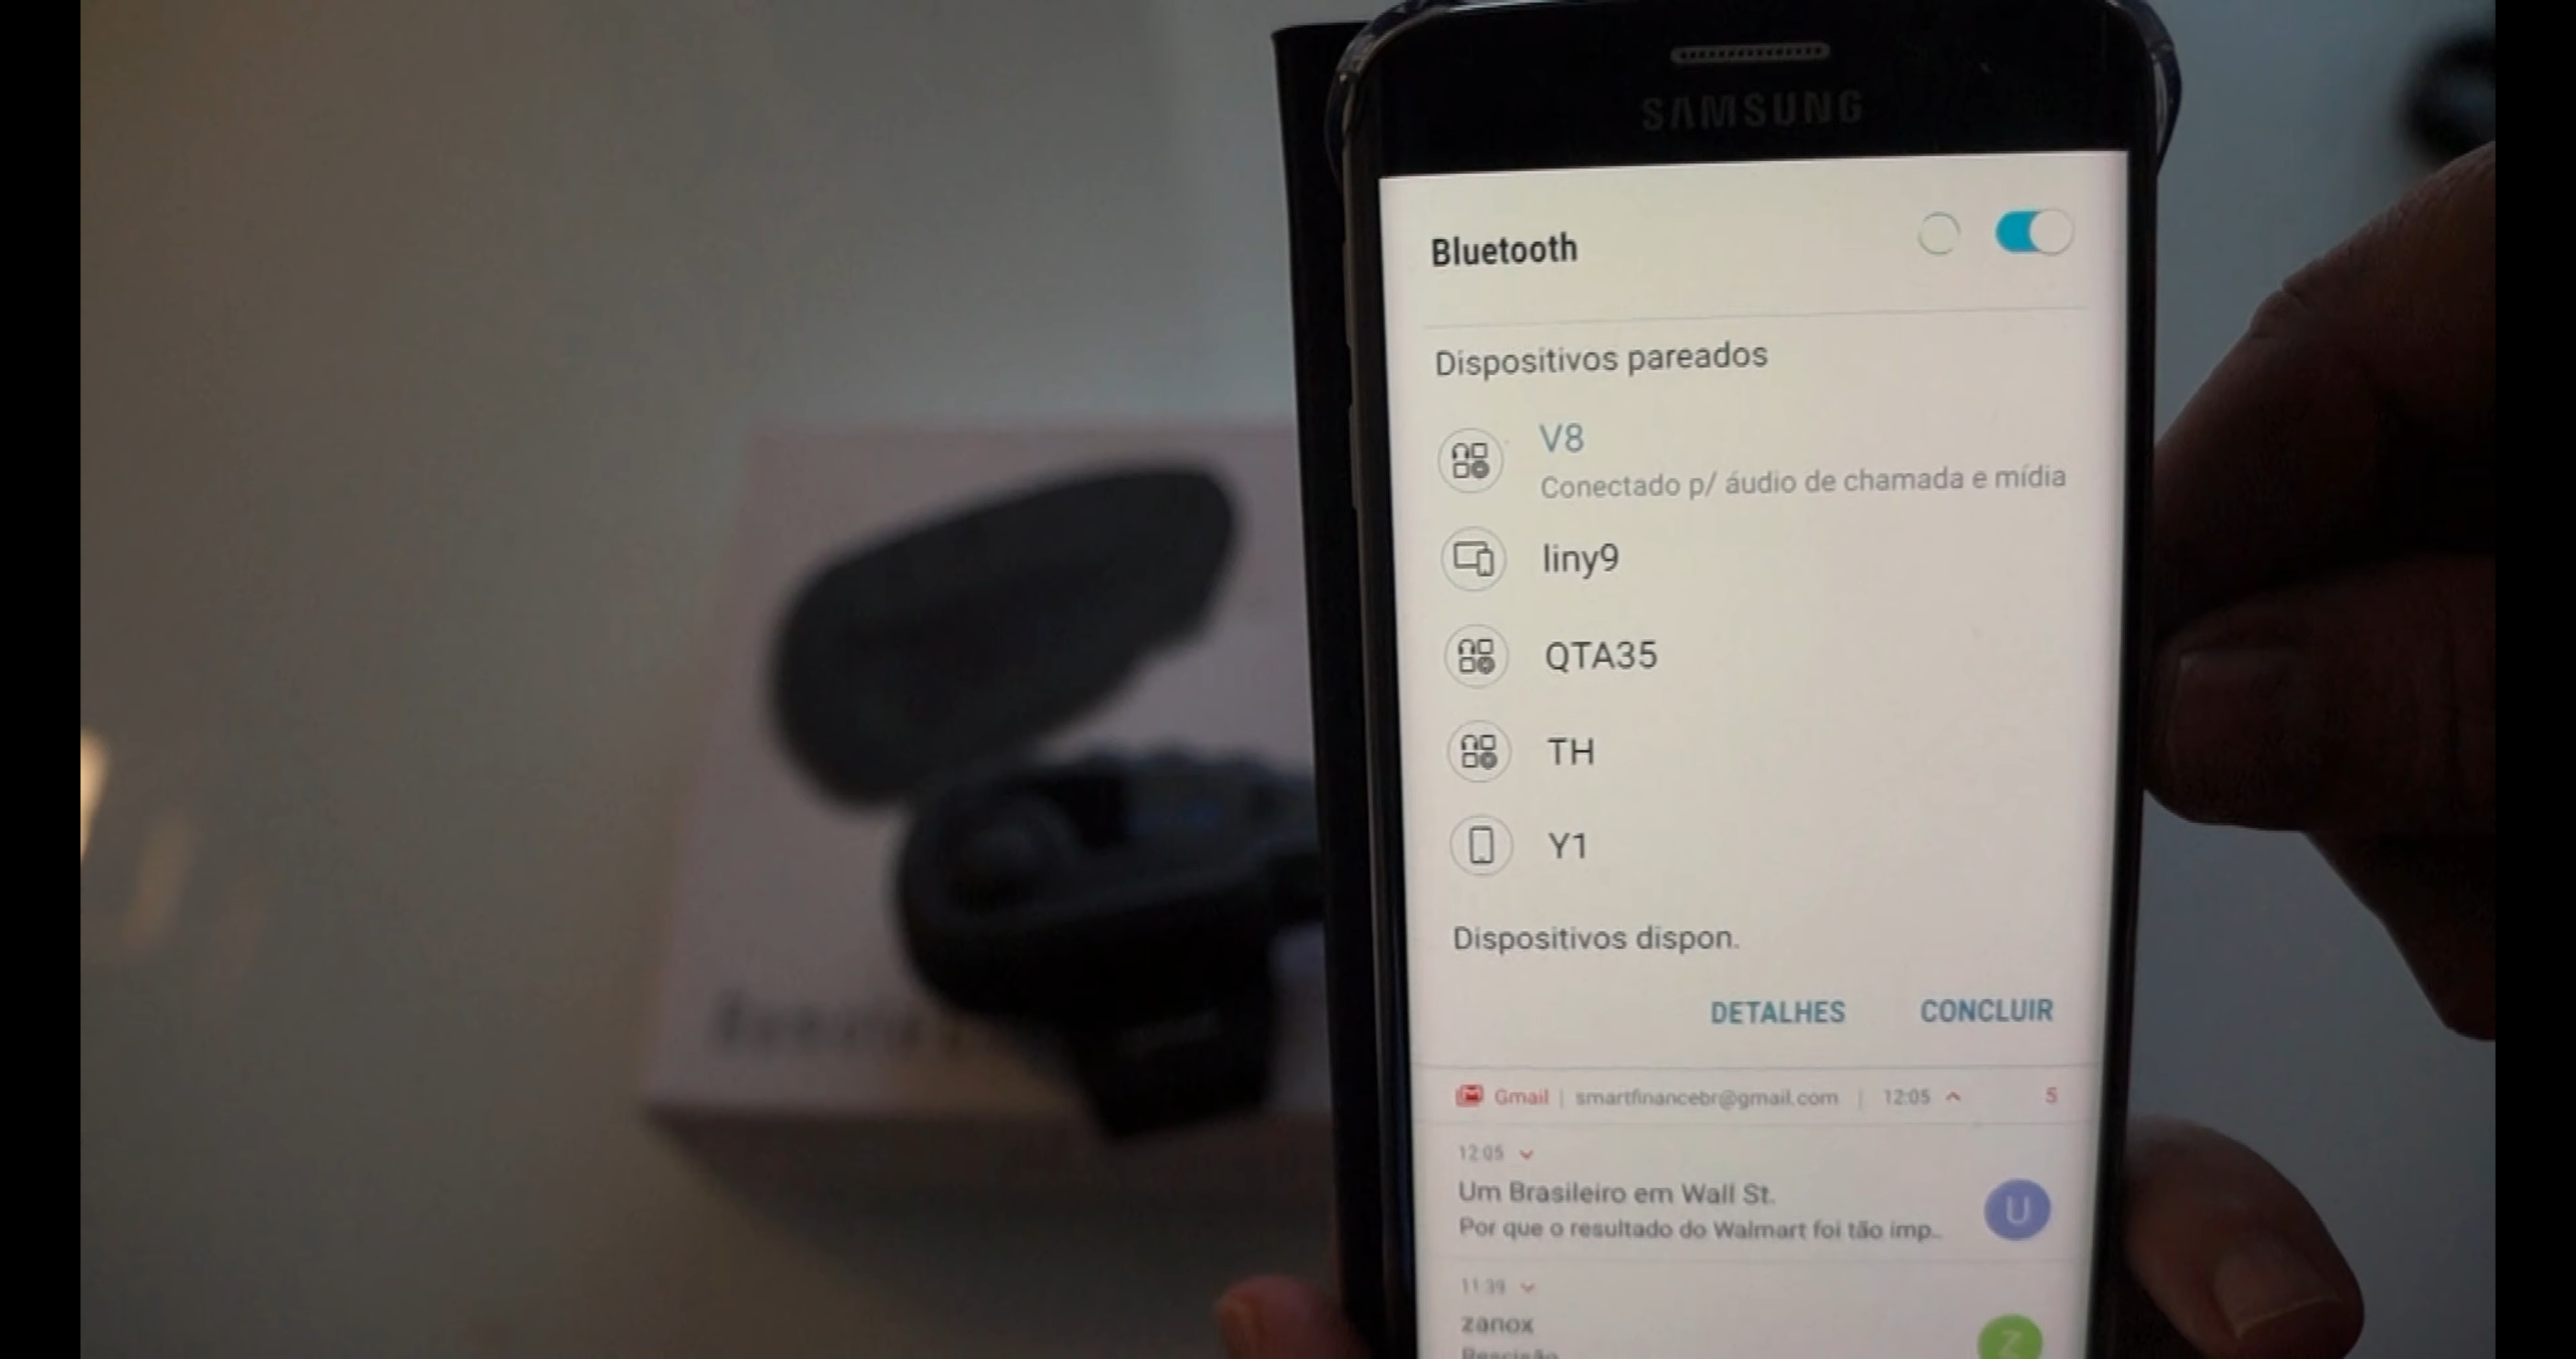 SAMSUNG
Bluetooth
Dispositivos pareados
V8
Conectado p/ áudio de chamada e mídia
liny9
QTA35
TH
Y1
Dispositivos dispon.
DETALHES CONCLUIR
Gmail | smartfinancebr@gmail.com | 12:05 5
12:05
Um Brasileiro em Wall St.
Por que o resultado do Walmart foi tão imp...
U
11:39
zanox
Z
Rescisão